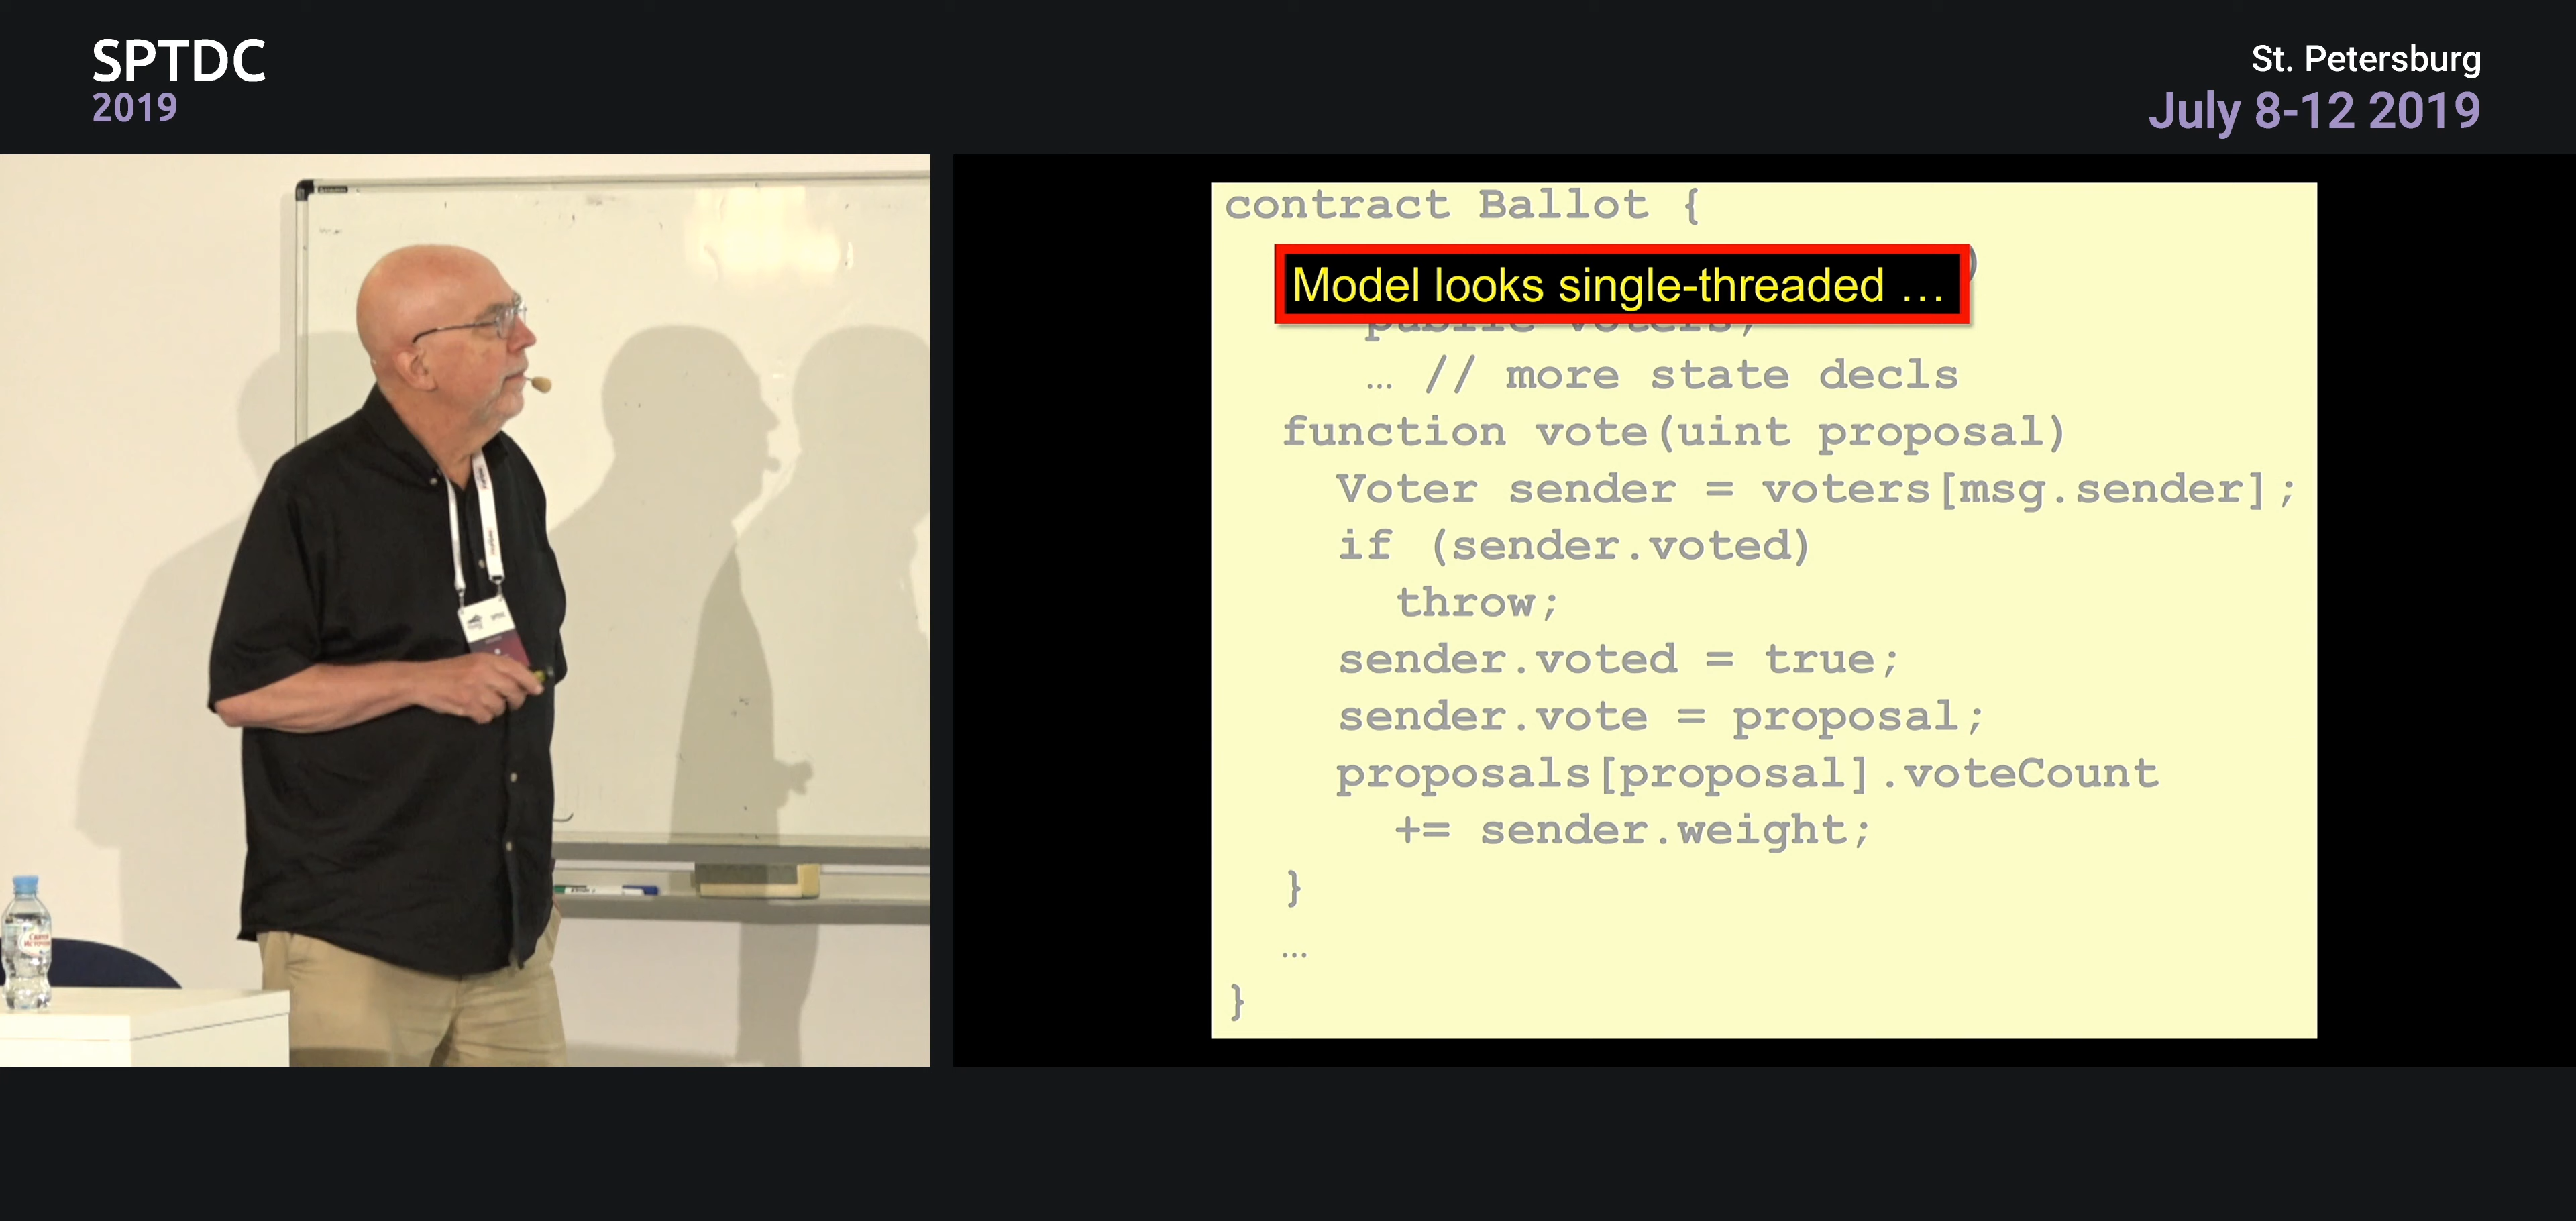 SPTDC
2019
St. Petersburg
July 8-12 2019
contract Ballot {
)
Model looks single-threaded …
public voters;
… // more state decls
function vote(uint proposal)
Voter sender = voters[msg.sender];
if (sender.voted)
throw;
sender.voted = true;
sender.vote = proposal;
proposals[proposal].voteCount
+= sender.weight;
}
…
}